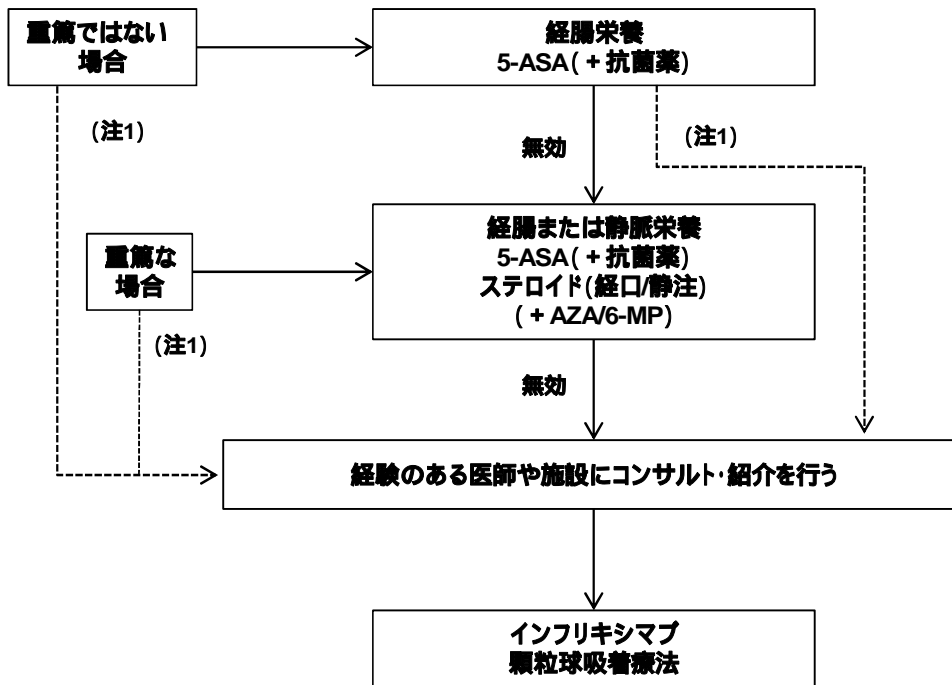 重篤ではない
場合
経腸栄養
5-ASA( + 抗菌薬)
(注1)
無効
(注1)
経腸または静脈栄養
5-ASA( + 抗菌薬)
ステロイド(経口/静注)
( + AZA/6-MP)
重篤な
場合
(注1)
無効
経験のある医師や施設にコンサルト・紹介を行う
インフリキシマブ
顆粒球吸着療法